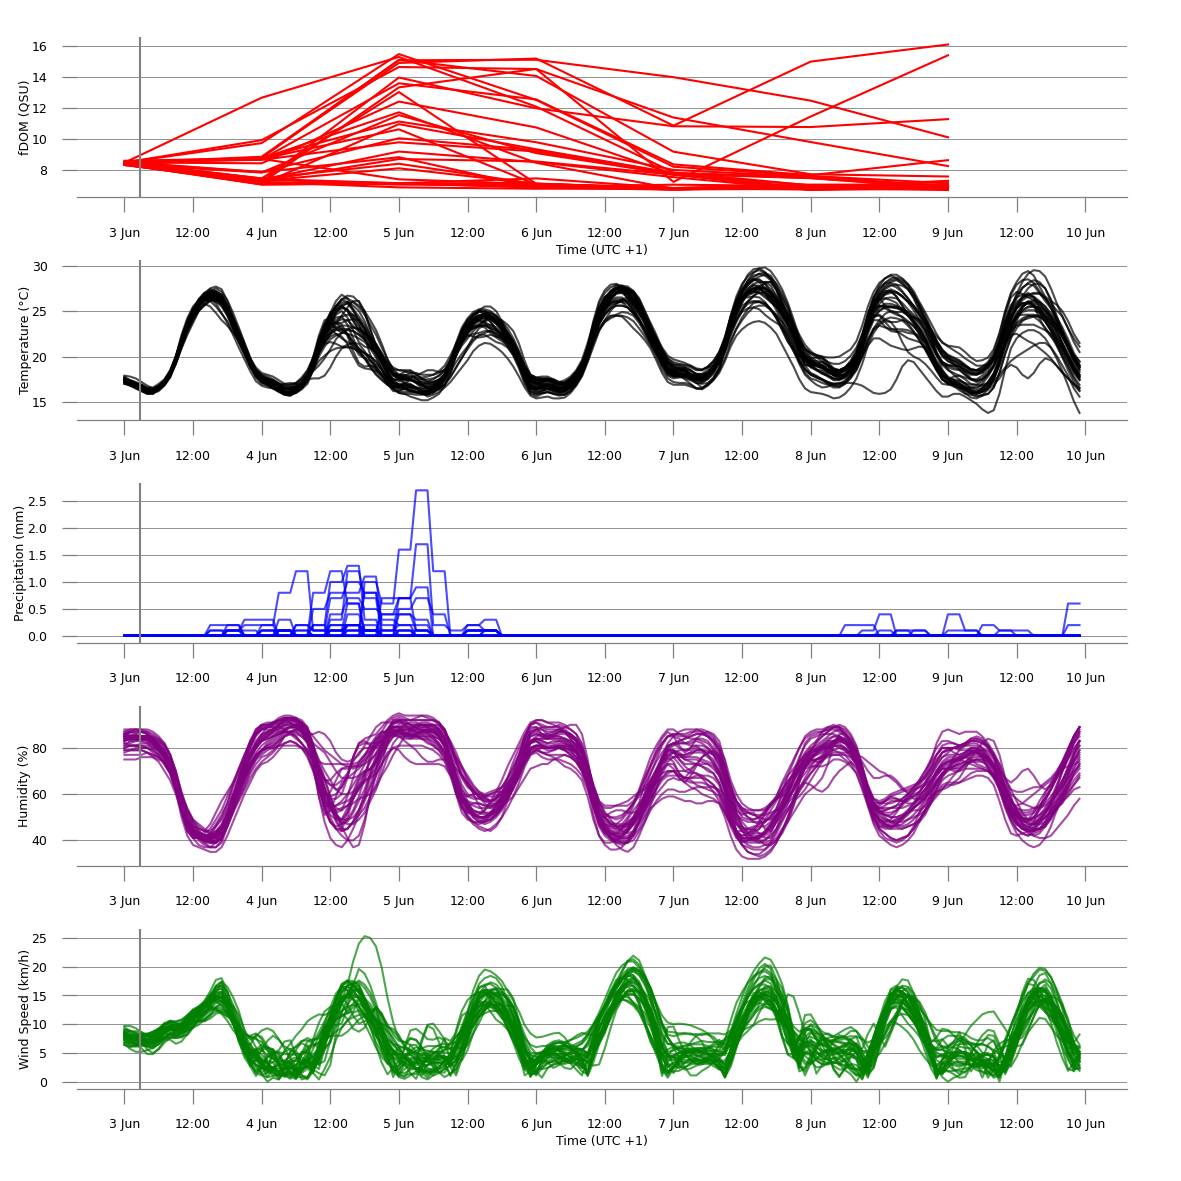 16
14
12
10
8
fDOM (QSU)
3 Jun 12:00 4 Jun 12:00 5 Jun 12:00 6 Jun 12:00 7 Jun 12:00 8 Jun 12:00 9 Jun 12:00 10 Jun
Time (UTC +1)
30
25
20
15
Temperature (°C)
3 Jun 12:00 4 Jun 12:00 5 Jun 12:00 6 Jun 12:00 7 Jun 12:00 8 Jun 12:00 9 Jun 12:00 10 Jun
2.5
2.0
1.5
1.0
0.5
0.0
Precipitation (mm)
3 Jun 12:00 4 Jun 12:00 5 Jun 12:00 6 Jun 12:00 7 Jun 12:00 8 Jun 12:00 9 Jun 12:00 10 Jun
80
60
40
Humidity (%)
3 Jun 12:00 4 Jun 12:00 5 Jun 12:00 6 Jun 12:00 7 Jun 12:00 8 Jun 12:00 9 Jun 12:00 10 Jun
25
20
15
10
5
0
Wind Speed (km/h)
3 Jun 12:00 4 Jun 12:00 5 Jun 12:00 6 Jun 12:00 7 Jun 12:00 8 Jun 12:00 9 Jun 12:00 10 Jun
Time (UTC +1)